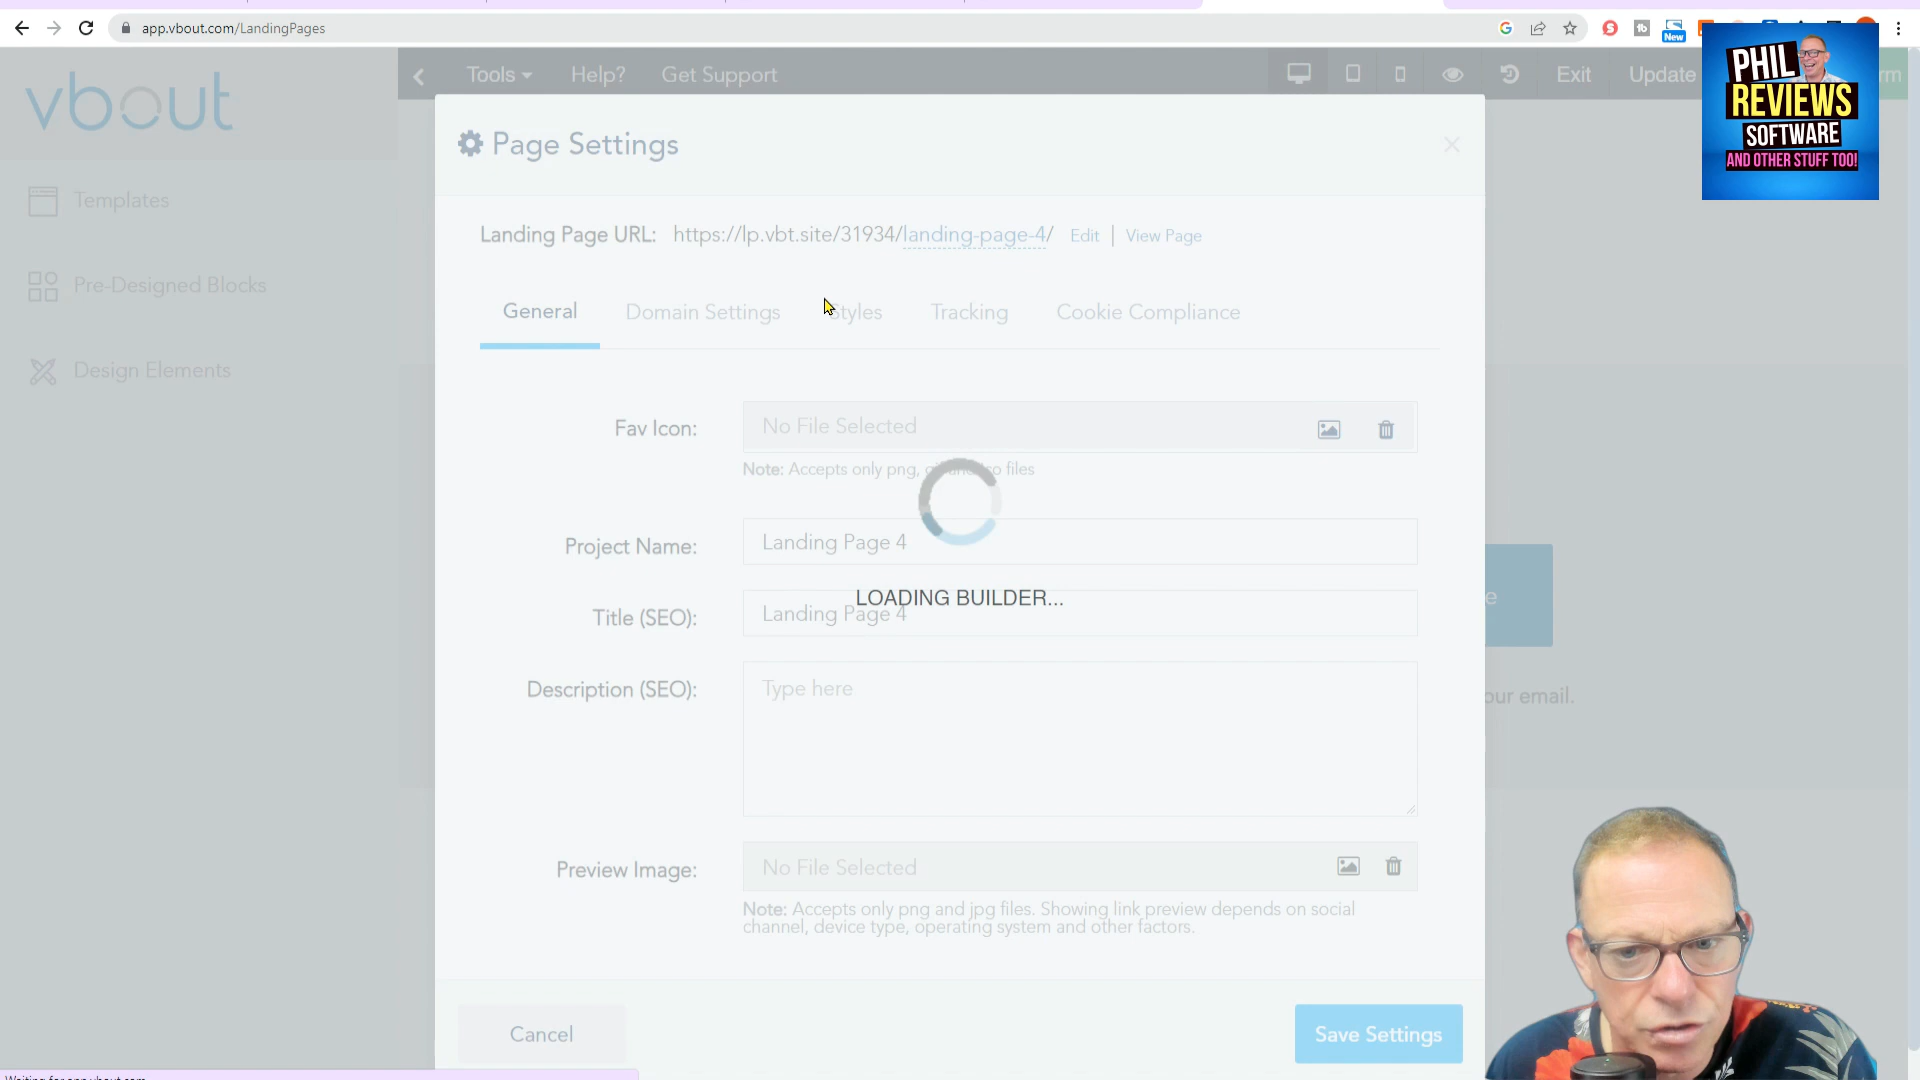 app.vbout.com/LandingPages
New
vbout
Tools
Help?
Get Support
Exit
Update
rm
PHIL
REVIEWS
SOFTWARE
AND OTHER STUFF TOO!
Page Settings
Templates
Pre-Designed Blocks
Design Elements
Landing Page URL: https://lp.vbt.site/31934/landing-page-4/ Edit | View Page
General
Domain Settings
Styles
Tracking
Cookie Compliance
Fav Icon:
No File Selected
Note: Accepts only png, files
LOADING BUILDER...
Project Name:
Landing Page 4
Title (SEO):
Landing Page 4
Description (SEO):
Type here
e
our email.
Preview Image:
No File Selected
Note: Accepts only png and jpg files. Showing link preview depends on social
channel, device type, operating system and other factors.
Cancel
Save Settings